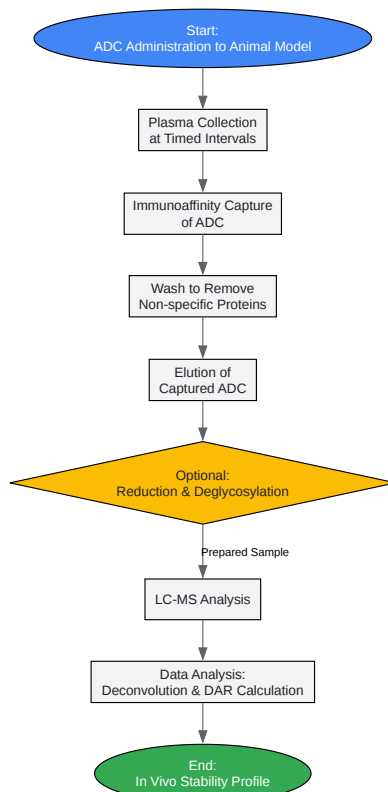 Start:
ADC Administration to Animal Model
Plasma Collection
at Timed Intervals
Immunoaffinity Capture
of ADC
Wash to Remove
Non-specific Proteins
Elution of
Captured ADC
Optional:
Reduction & Deglycosylation
Prepared Sample
LC-MS Analysis
Data Analysis:
Deconvolution & DAR Calculation
End:
In Vivo Stability Profile